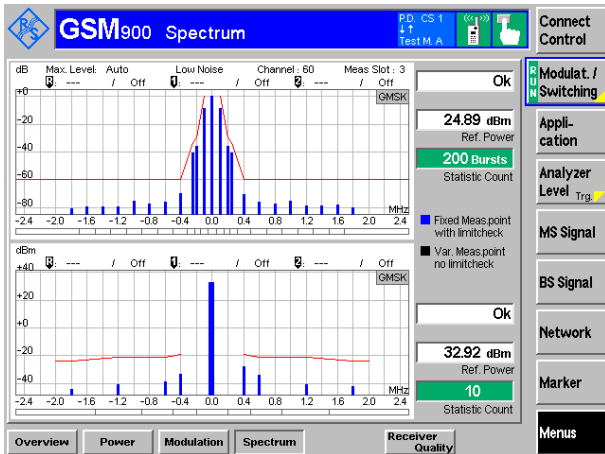 R S
GSM900 Spectrum
P.D. CS 1
Test M. A
Connect Control
dB Max. Level: Auto Low Noise Channel : 60 Meas Slot : 3
--- / Off 1: --- / Off 2: --- / Off
GMSK
±0
-20
-40
-60
-80
MHz
-2.4 -2.0 -1.6 -1.2 -0.8 -0.4 0.0 0.4 0.8 1.2 1.6 2.0 2.4
Ok
24.89 dBm
Ref. Power
200 Bursts
Statistic Count
Fixed Meas.point
with limitcheck
Var. Meas.point
no limitcheck
dBm
--- / Off 1: --- / Off 2: --- / Off
GMSK
+40
+20
+0
-20
-40
MHz
-2.4 -2.0 -1.6 -1.2 -0.8 -0.4 0.0 0.4 0.8 1.2 1.6 2.0 2.4
Ok
32.92 dBm
Ref. Power
10
Statistic Count
RUN
Modulat. /
Switching
Appli-
cation
Analyzer
Level Trg.
MS Signal
BS Signal
Network
Marker
Menus
Overview Power Modulation Spectrum Receiver
Quality